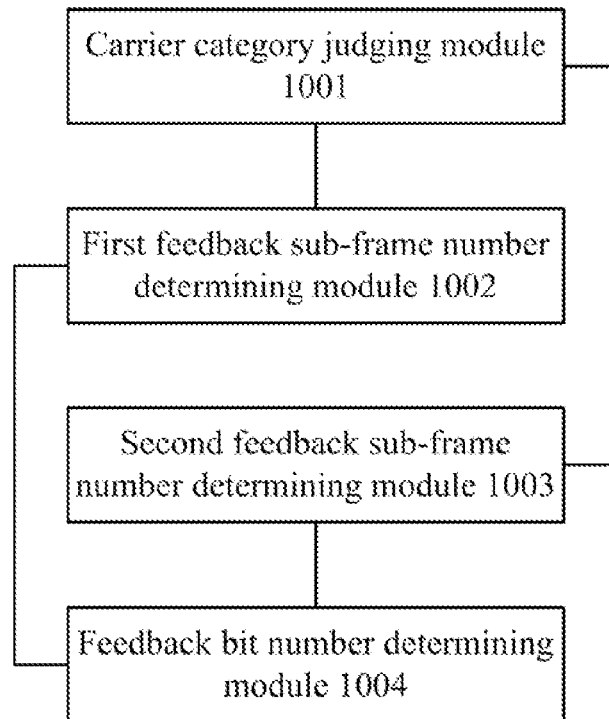 Carrier category judging module
1001
First feedback sub-frame number
determining module 1002
Second feedback sub-frame
number determining module 1003
Feedback bit number determining
module 1004